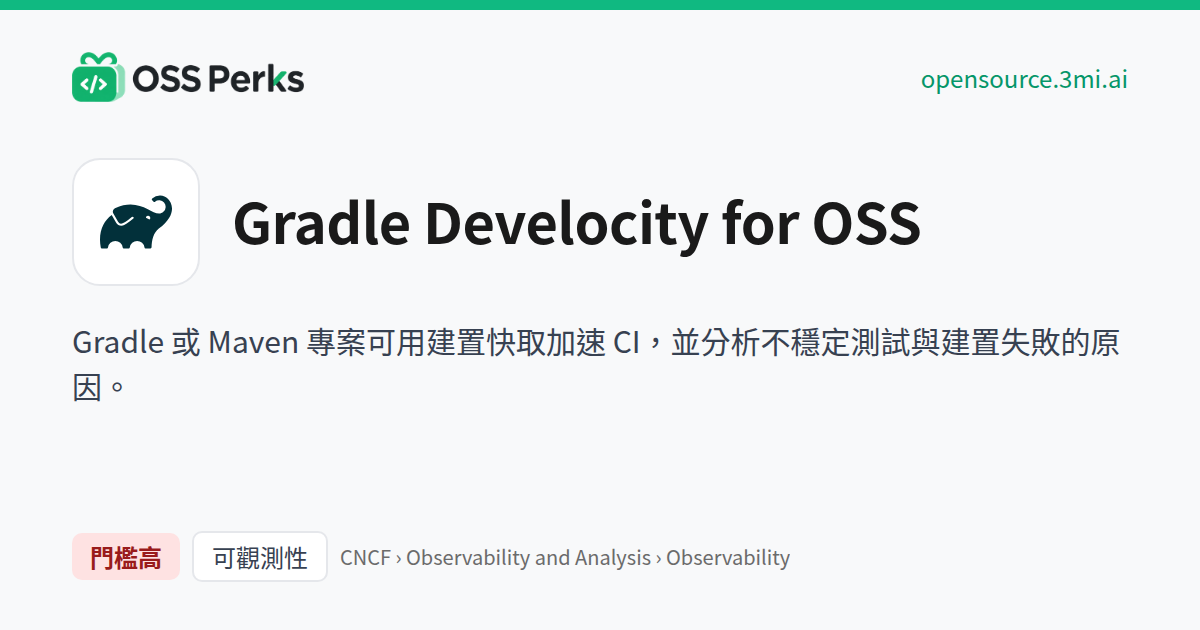 </> OSS Perks
opensource.3mi.ai
Gradle Develocity for OSS
Gradle 或 Maven 專案可用建置快取加速 CI，並分析不穩定測試與建置失敗的原
因。
門檻高
可觀測性
CNCF › Observability and Analysis › Observability